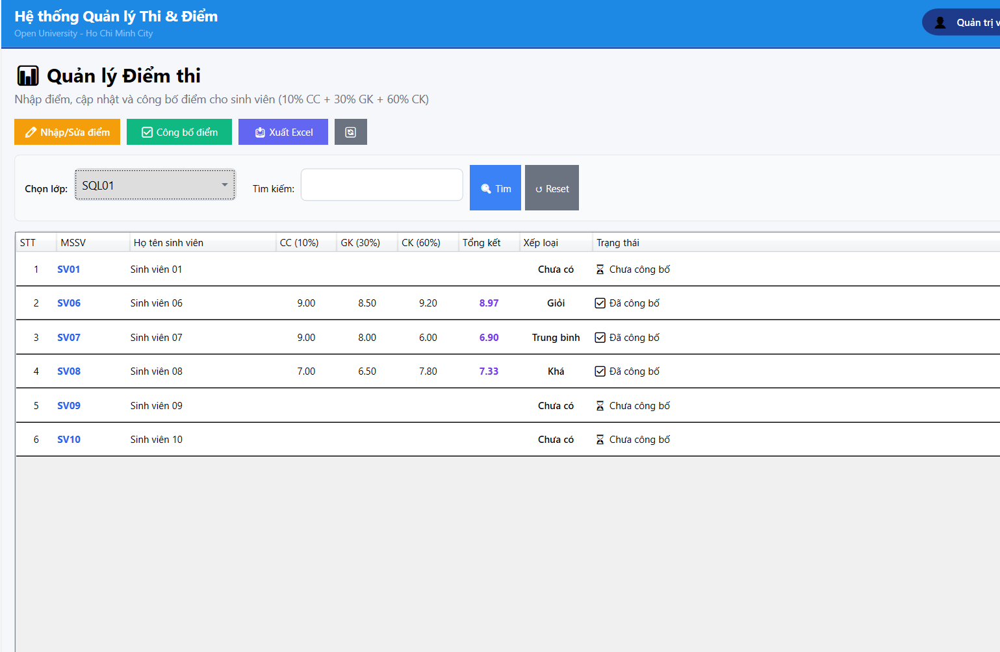 Hệ thống Quản lý Thi & Điểm
Open University - Ho Chi Minh City
Quản trị v
Quản lý Điểm thi
Nhập điểm, cập nhật và công bố điểm cho sinh viên (10% CC + 30% GK + 60% CK)
Nhập/Sửa điểm Công bố điểm Xuất Excel
Chọn lớp: SQL01 Tìm kiếm: Tìm Reset
STT MSSV Họ tên sinh viên CC (10%) GK (30%) CK (60%) Tổng kết Xếp loại Trạng thái
1 SV01 Sinh viên 01 Chưa có Chưa công bố
2 SV06 Sinh viên 06 9.00 8.50 9.20 8.97 Giỏi Đã công bố
3 SV07 Sinh viên 07 9.00 8.00 6.00 6.90 Trung bình Đã công bố
4 SV08 Sinh viên 08 7.00 6.50 7.80 7.33 Khá Đã công bố
5 SV09 Sinh viên 09 Chưa có Chưa công bố
6 SV10 Sinh viên 10 Chưa có Chưa công bố